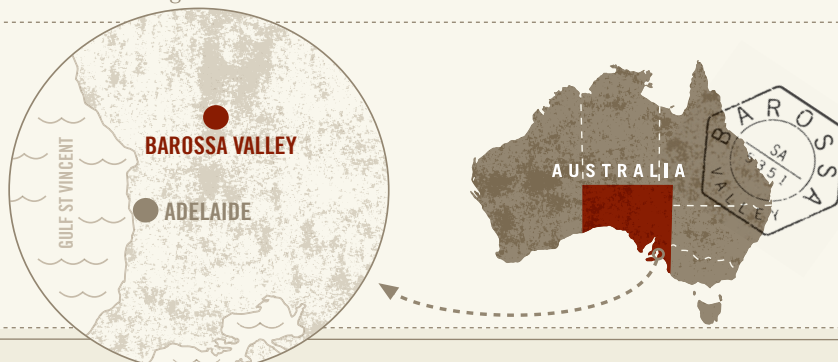 BAROSSA VALLEY
GULF ST VINCENT
ADELAIDE
AUSTRALIA
BAROSSA
SA
5351
VALLEY